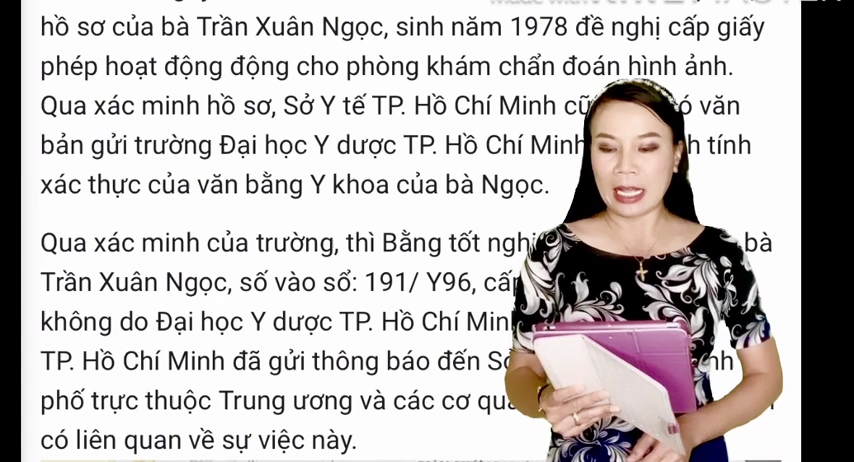 hồ sơ của bà Trần Xuân Ngọc, sinh năm 1978 đề nghị cấp giấy
phép hoạt động động cho phòng khám chẩn đoán hình ảnh.
Qua xác minh hồ sơ, Sở Y tế TP. Hồ Chí Minh văn
bản gửi trường Đại học Y dược TP. Hồ Chí Minh tính
xác thực của văn bằng Y khoa của bà Ngọc.
Qua xác minh của trường, thì Bằng tốt bà
Trần Xuân Ngọc, số vào sổ: 191/ Y96,
không do Đại học Y dược TP. Hồ Chí
TP. Hồ Chí Minh đã gửi thông báo đến
phố trực thuộc Trung ương và các cơ
có liên quan về sự việc này.